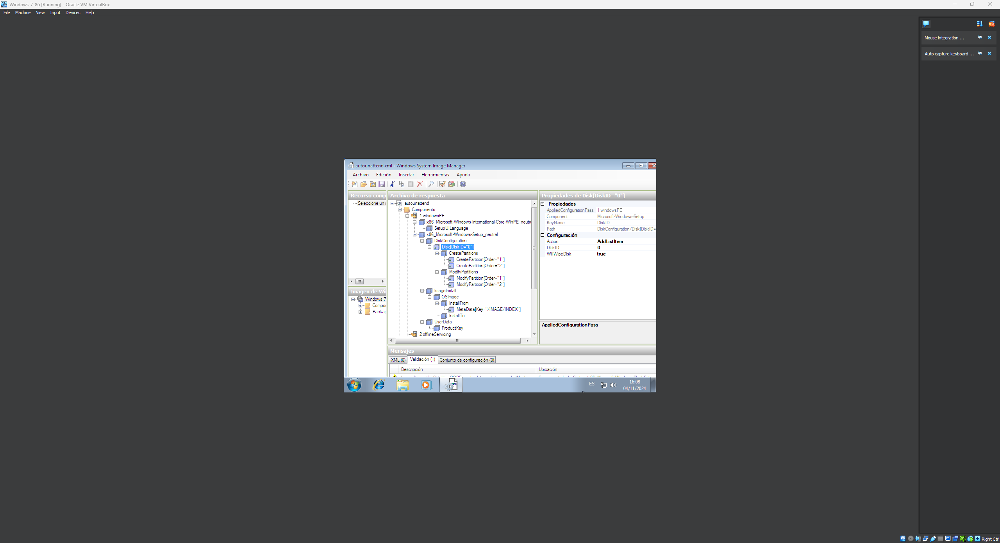 Windows-7-86 [Running] - Oracle VM VirtualBox
File Machine View Input Devices Help
Mouse integration ...
Auto capture keyboard ...
autounattend.xml - Windows System Image Manager
Archivo Edición Insertar Herramientas Ayuda
Recurso comp
Seleccione un
Imagen de Wi
Windows 7
Compo
Packag
Archivo de respuesta
autounattend
Components
1 windowsPE
x86_Microsoft-Windows-International-Core-WinPE_neutr
SetupUILanguage
x86_Microsoft-Windows-Setup_neutral
DiskConfiguration
Disk[DiskID="0"]
CreatePartitions
CreatePartition[Order="1"]
CreatePartition[Order="2"]
ModifyPartitions
ModifyPartition[Order="1"]
ModifyPartition[Order="2"]
ImageInstall
OSImage
InstallFrom
MetaData[Key="/IMAGE/INDEX"]
InstallTo
UserData
ProductKey
2 offlineServicing
Propiedades de Disk[DiskID="0"]
Propiedades
AppliedConfigurationPass 1 windowsPE
Component Microsoft-Windows-Setup
KeyName DiskID
Path DiskConfiguration/Disk[DiskID=
Configuración
Action AddListItem
DiskID 0
WillWipeDisk true
AppliedConfigurationPass
Mensajes
XML (0) Validación (1) Conjunto de configuración (0)
Descripción Ubicación
ES
16:08
04/11/2024
Right Ctrl